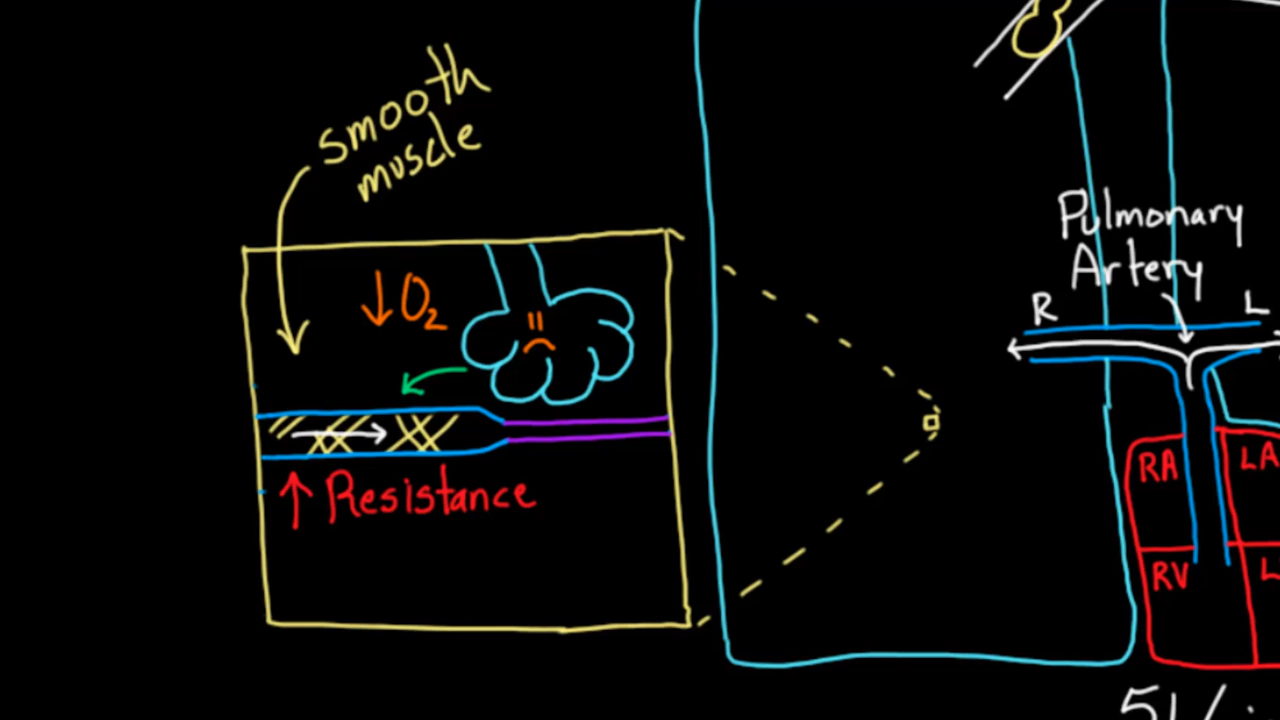 smooth
muscle
↓O₂
↑ Resistance
Pulmonary
Artery
R
L
RA
LA
RV
L